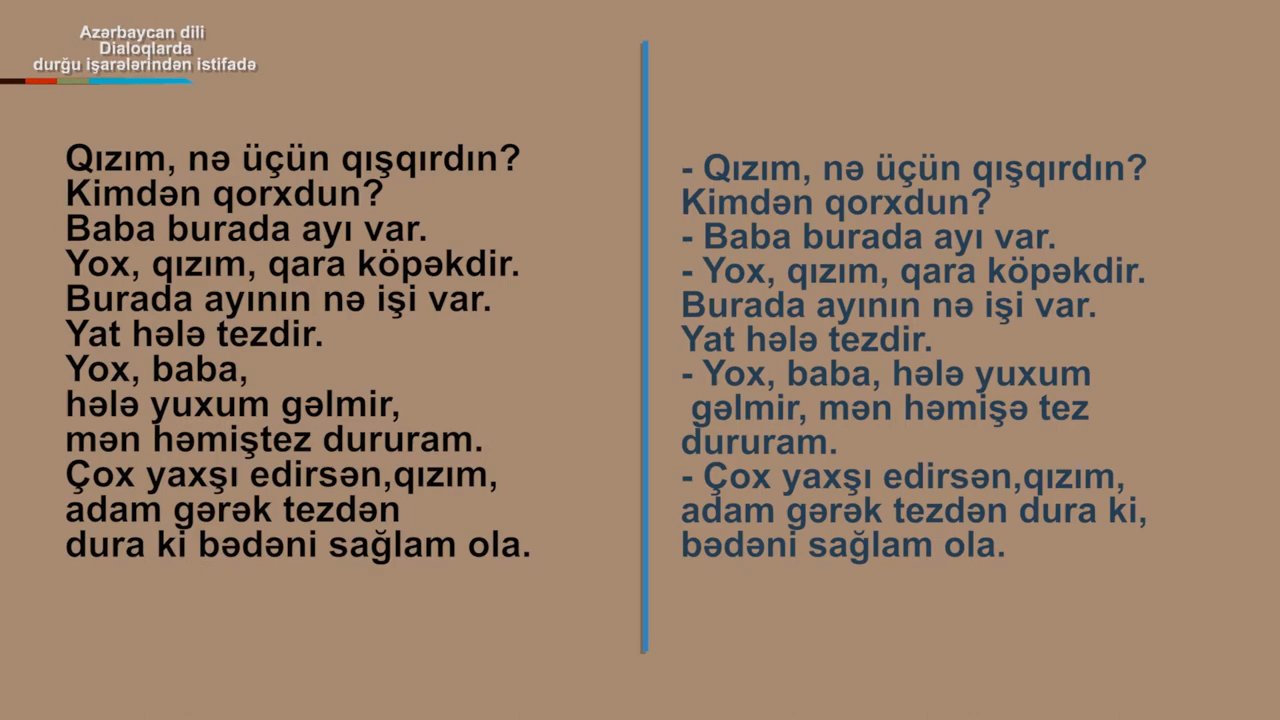 Azərbaycan dili
Dialoqlarda
durğu işarələrindən istifadə
Qızım, nə üçün qışqırdın?
Kimdən qorxdun?
Baba burada ayı var.
Yox, qızım, qara köpəkdir.
Burada ayının nə işi var.
Yat hələ tezdir.
Yox, baba,
hələ yuxum gəlmir,
mən həmiştez dururam.
Çox yaxşı edirsən,qızım,
adam gərək tezdən
dura ki bədəni sağlam ola.
- Qızım, nə üçün qışqırdın?
Kimdən qorxdun?
- Baba burada ayı var.
- Yox, qızım, qara köpəkdir.
Burada ayının nə işi var.
Yat hələ tezdir.
- Yox, baba, hələ yuxum
gəlmir, mən həmişə tez
dururam.
- Çox yaxşı edirsən,qızım,
adam gərək tezdən dura ki,
bədəni sağlam ola.